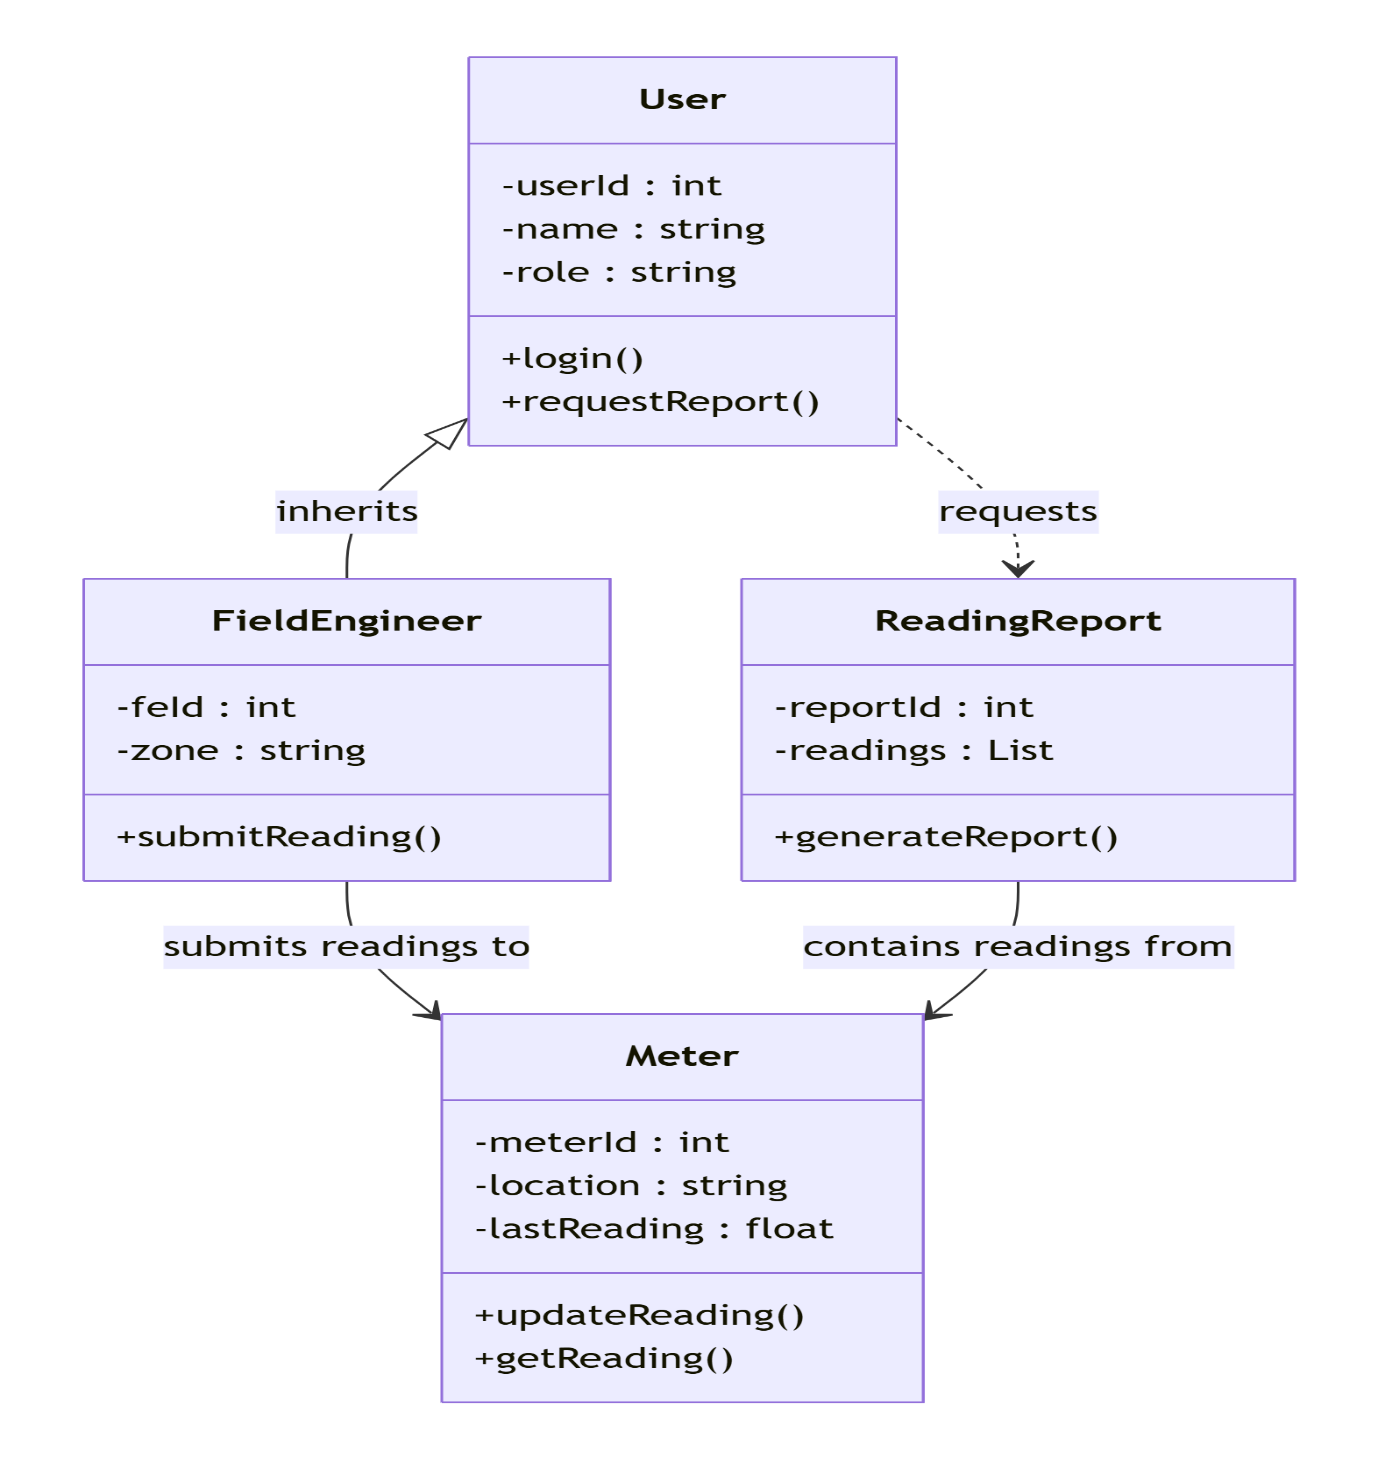 User
-userId : int
-name : string
-role : string
+login()
+requestReport()
inherits
requests
FieldEngineer
-feId : int
-zone : string
+submitReading()
ReadingReport
-reportId : int
-readings : List
+generateReport()
submits readings to
contains readings from
Meter
-meterId : int
-location : string
-lastReading : float
+updateReading()
+getReading()